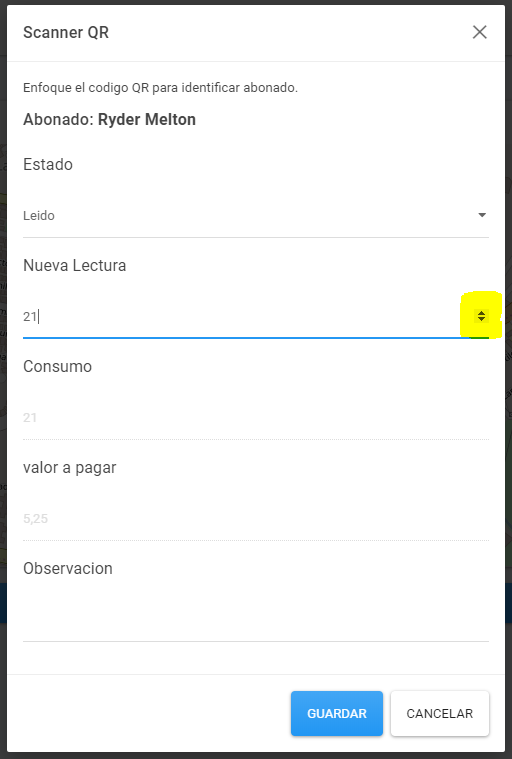 Scanner QR
Enfoque el codigo QR para identificar abonado.
Abonado: Ryder Melton
Estado
Leido
Nueva Lectura
21
Consumo
21
valor a pagar
5,25
Observacion
GUARDAR CANCELAR